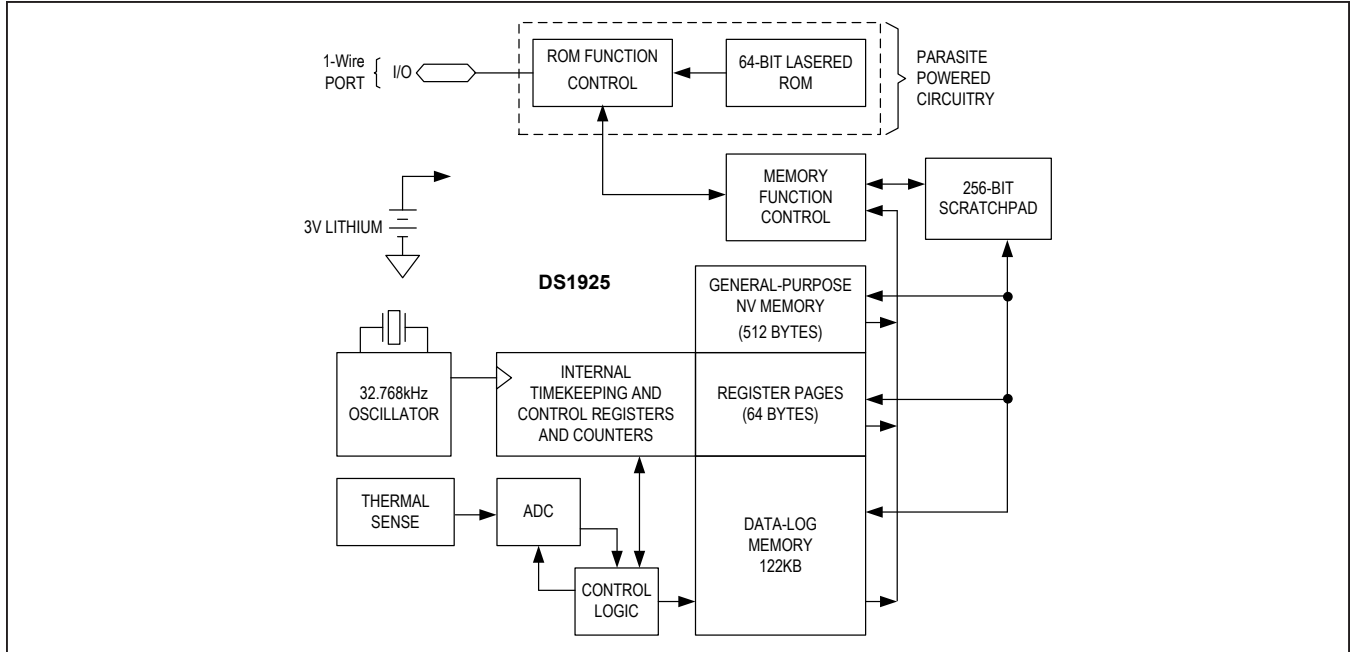 ROM FUNCTION
CONTROL
64-BIT LASERED
ROM
PARASITE
POWERED
CIRCUITRY
1-Wire
PORT
I/O
MEMORY
FUNCTION
CONTROL
256-BIT
SCRATCHPAD
3V LITHIUM
DS1925
GENERAL-PURPOSE
NV MEMORY
(512 BYTES)
32.768kHz
OSCILLATOR
INTERNAL
TIMEKEEPING AND
CONTROL REGISTERS
AND COUNTERS
REGISTER PAGES
(64 BYTES)
THERMAL
SENSE
ADC
DATA-LOG
MEMORY
122KB
CONTROL
LOGIC